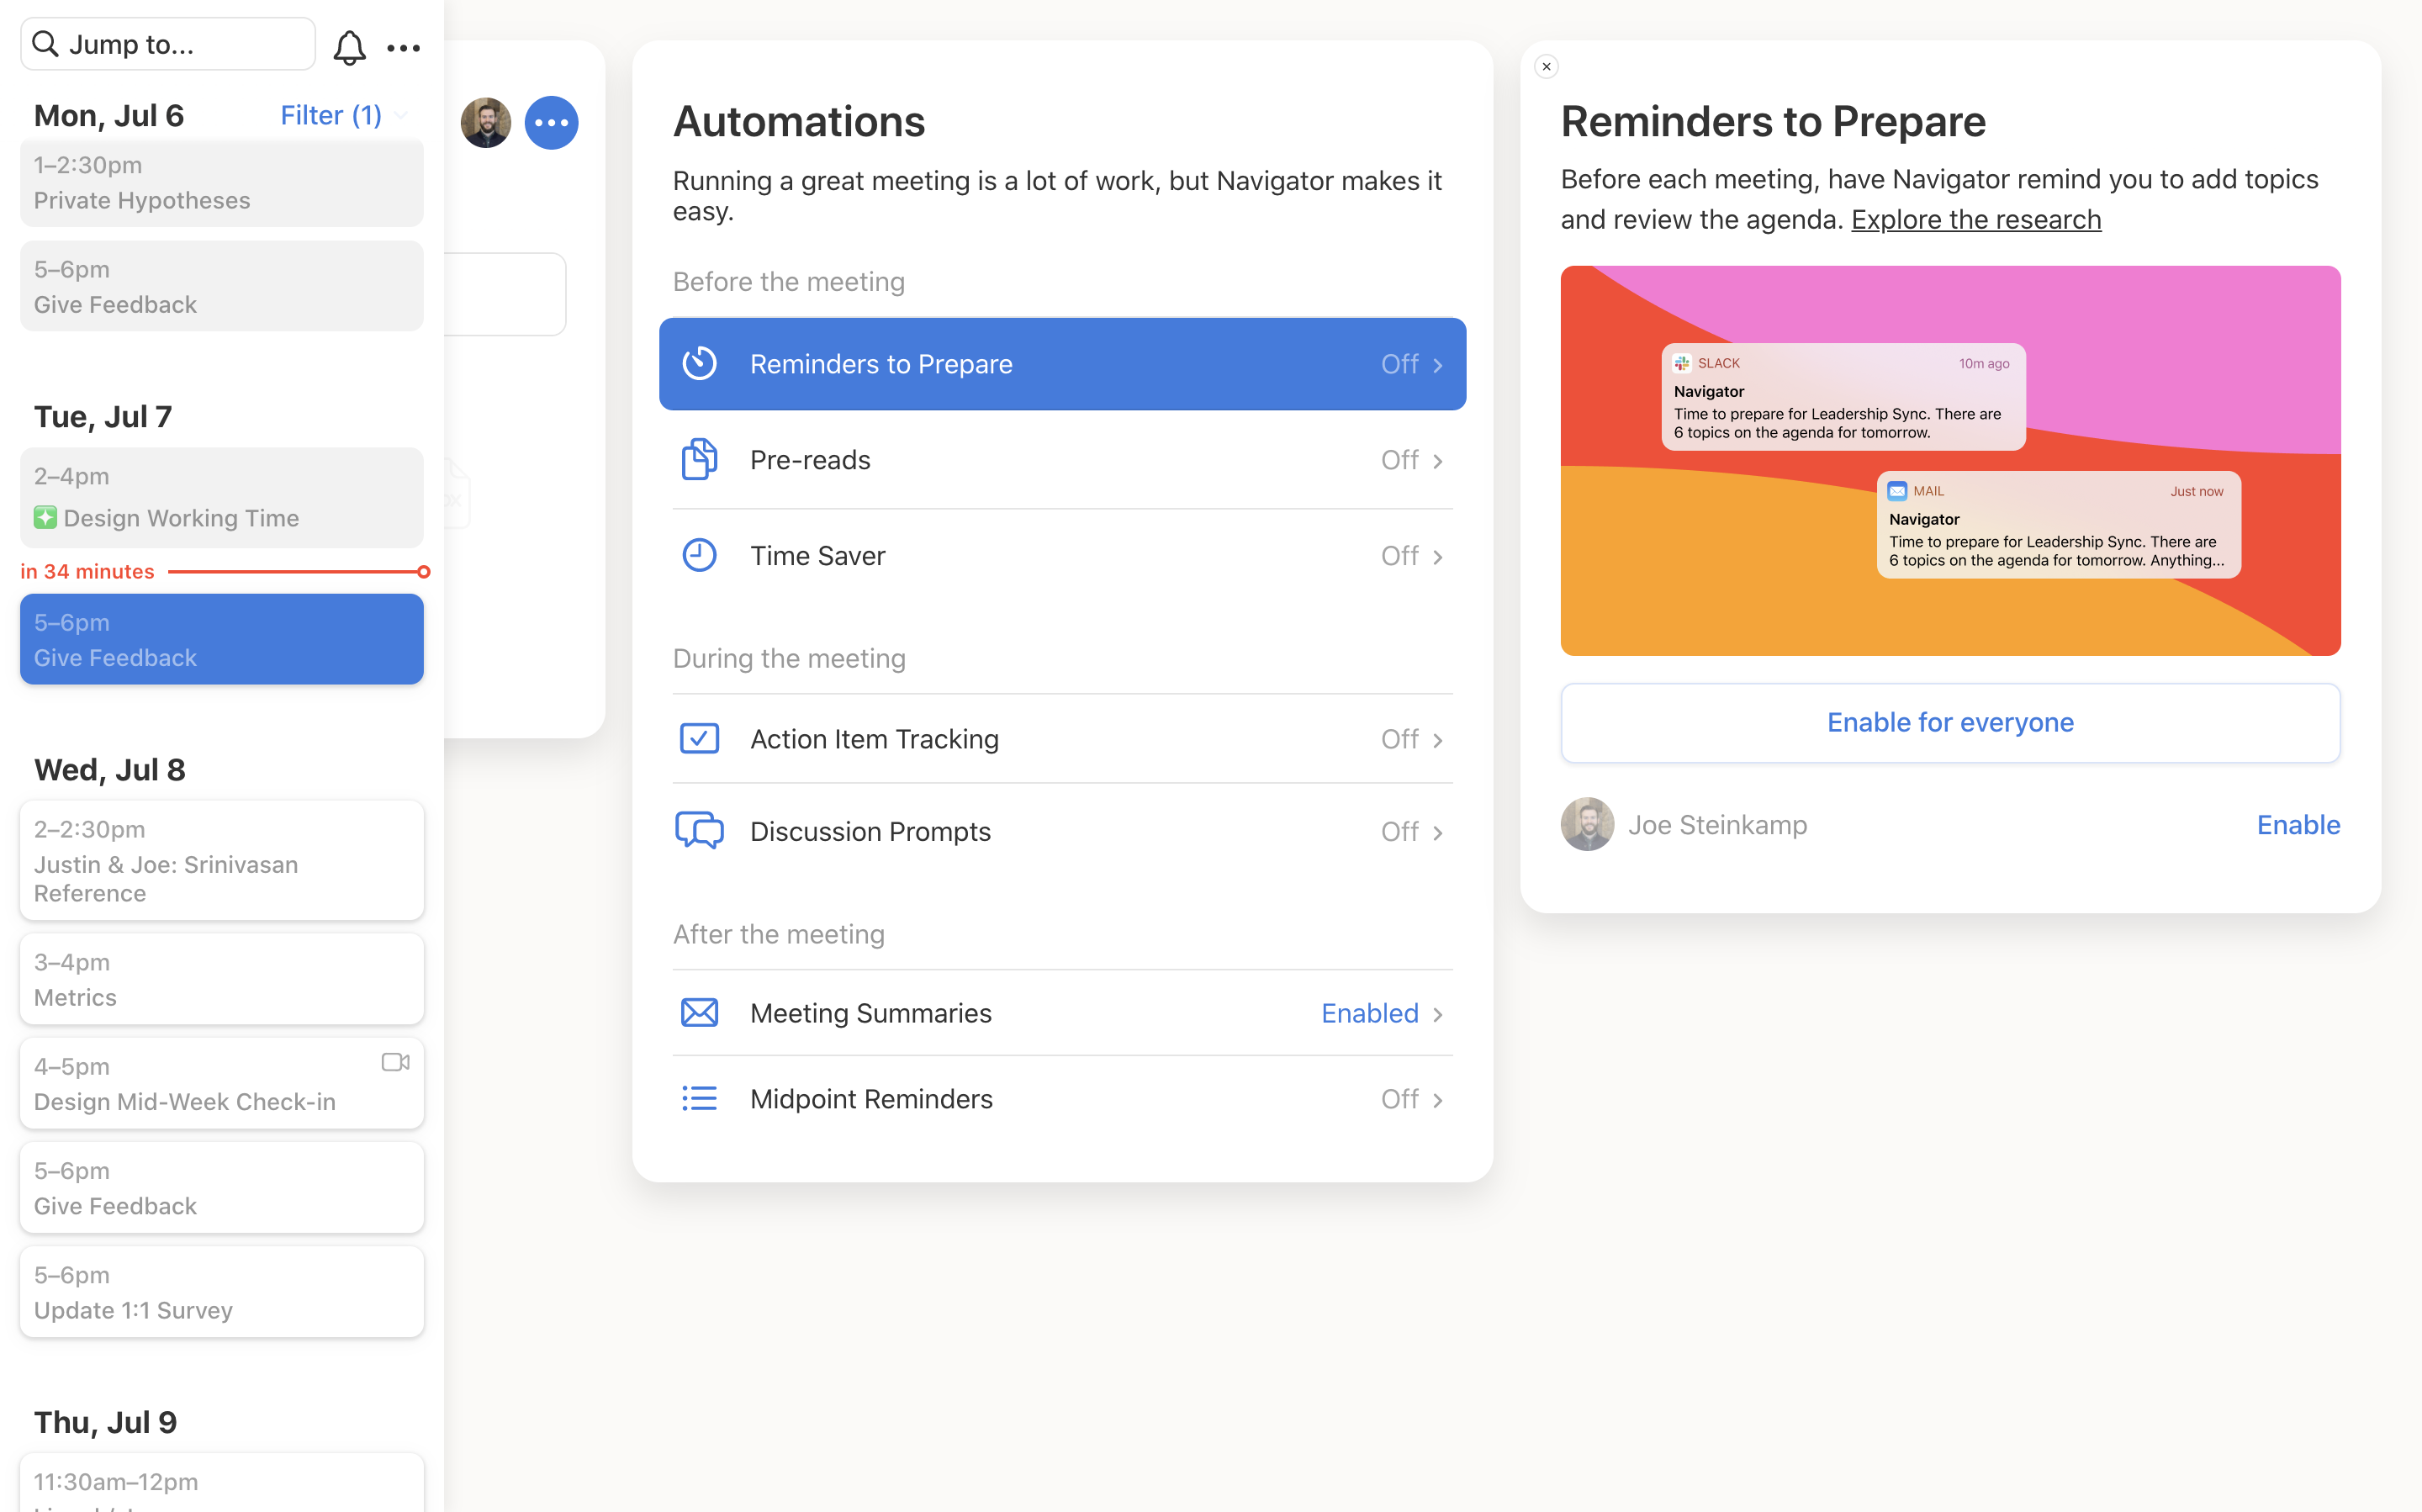 Jump to...
Mon, Jul 6
Filter (1)
1–2:30pm
Private Hypotheses
5–6pm
Give Feedback
Tue, Jul 7
2–4pm
Design Working Time
in 34 minutes
5–6pm
Give Feedback
Wed, Jul 8
2–2:30pm
Justin & Joe: Srinivasan
Reference
3–4pm
Metrics
4–5pm
Design Mid-Week Check-in
5–6pm
Give Feedback
5–6pm
Update 1:1 Survey
Thu, Jul 9
11:30am–12pm
Automations
Running a great meeting is a lot of work, but Navigator makes it
easy.
Before the meeting
Reminders to Prepare Off
Pre-reads Off
Time Saver Off
During the meeting
Action Item Tracking Off
Discussion Prompts Off
After the meeting
Meeting Summaries Enabled
Midpoint Reminders Off
Reminders to Prepare
Before each meeting, have Navigator remind you to add topics
and review the agenda. Explore the research
SLACK 10m ago
Navigator
Time to prepare for Leadership Sync. There are
6 topics on the agenda for tomorrow.
MAIL Just now
Navigator
Time to prepare for Leadership Sync. There are
6 topics on the agenda for tomorrow. Anything...
Enable for everyone
Joe Steinkamp Enable